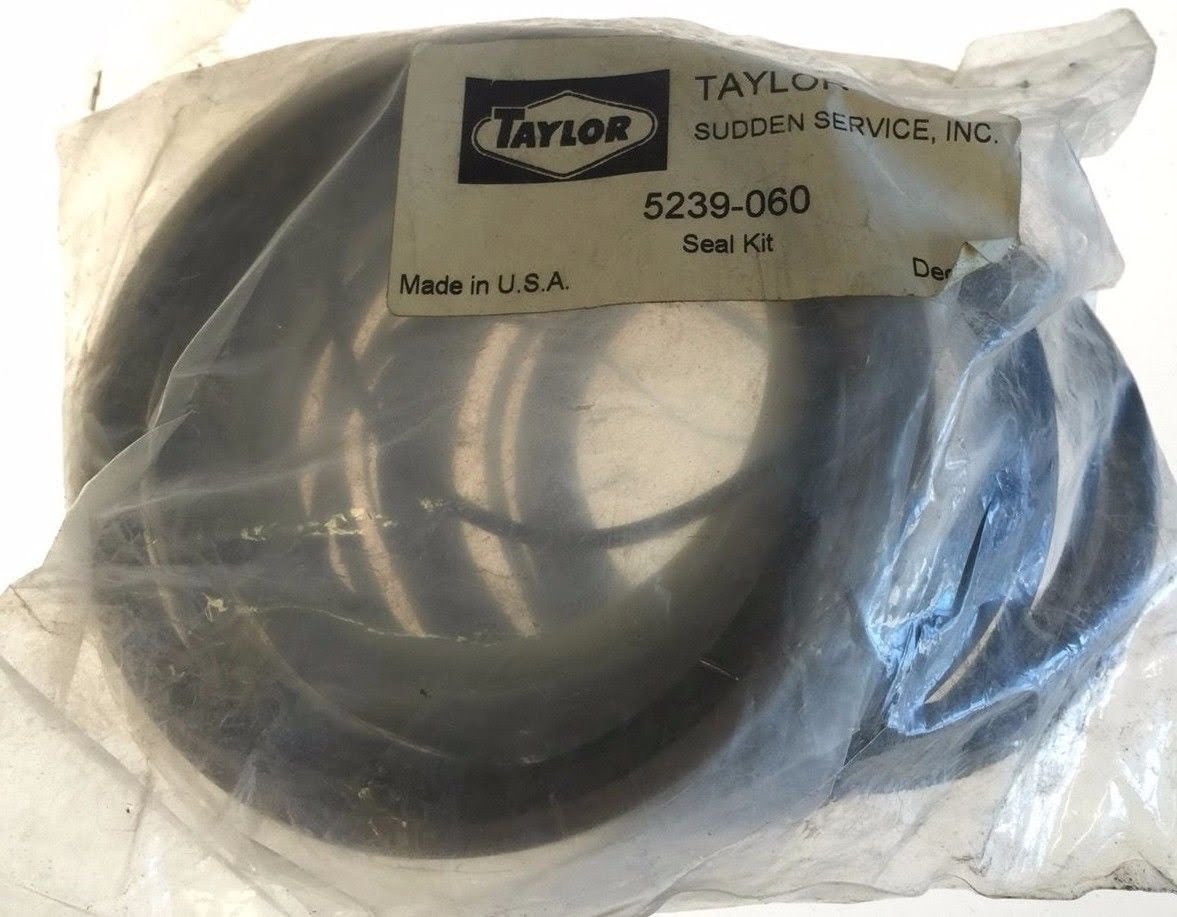 TAYLOR
TAYLOR
SUDDEN SERVICE, INC.
5239-060
Seal Kit
Made in U.S.A.